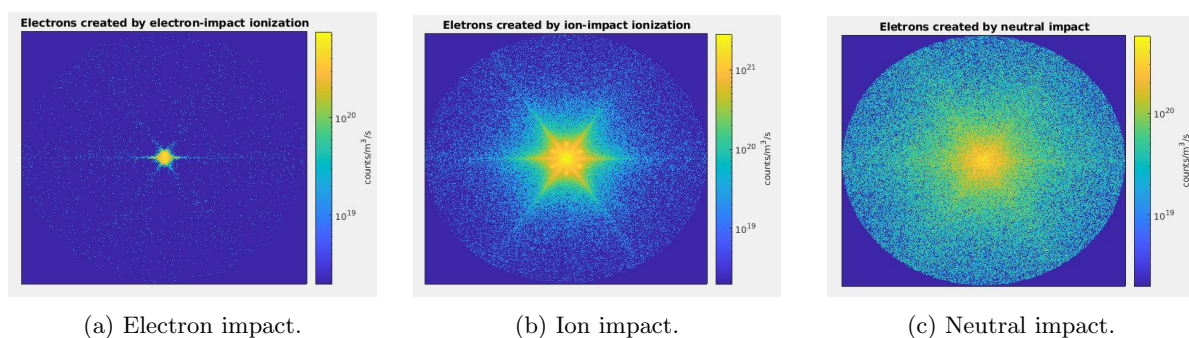 Electrons created by electron-impact ionization
10^20
10^19
counts/m^3/s
(a) Electron impact.
Eletrons created by ion-impact ionization
10^21
10^20
10^19
counts/m^3/s
(b) Ion impact.
Eletrons created by neutral impact
10^20
10^19
counts/m^3/s
(c) Neutral impact.